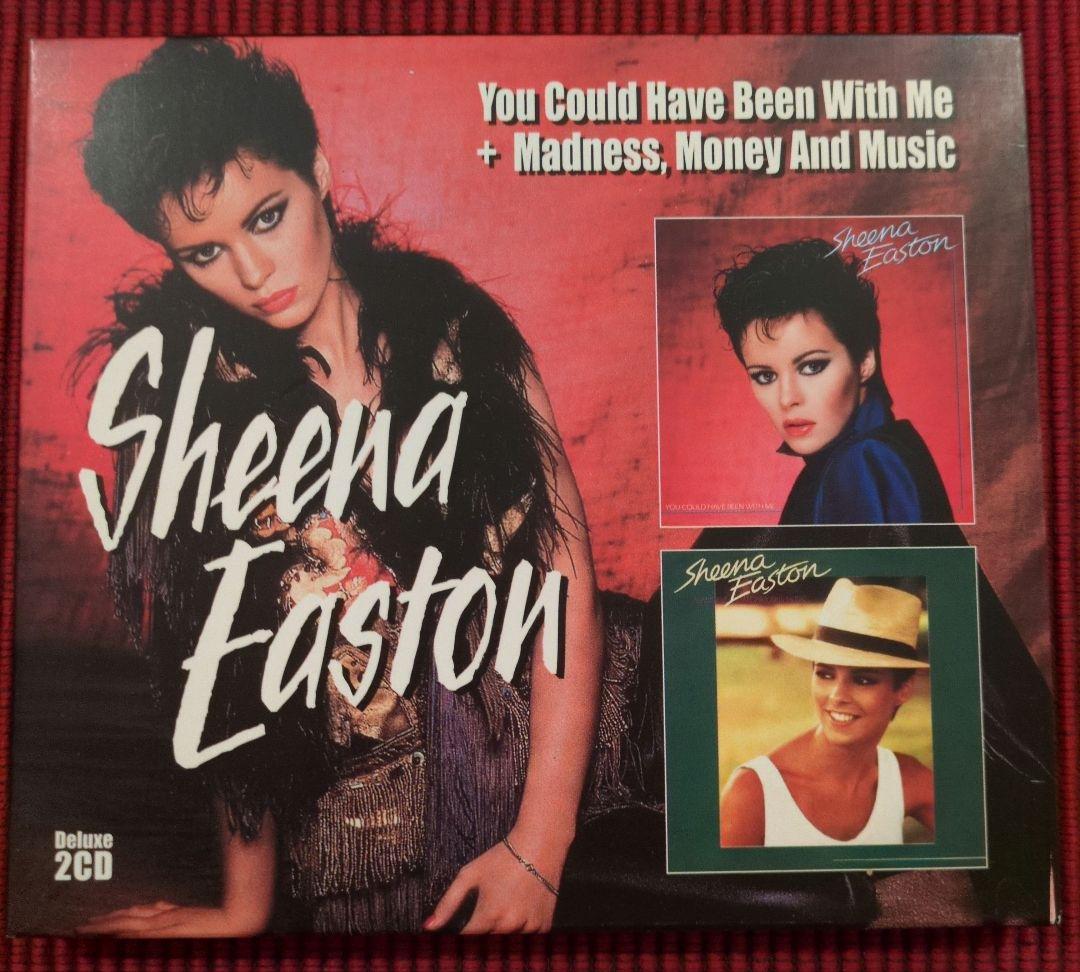 You Could Have Been With Me
+ Madness, Money And Music
Sheena
Easton
Sheena
Easton
YOU COULD HAVE BEEN WITH ME
Sheena
Easton
Deluxe
2CD